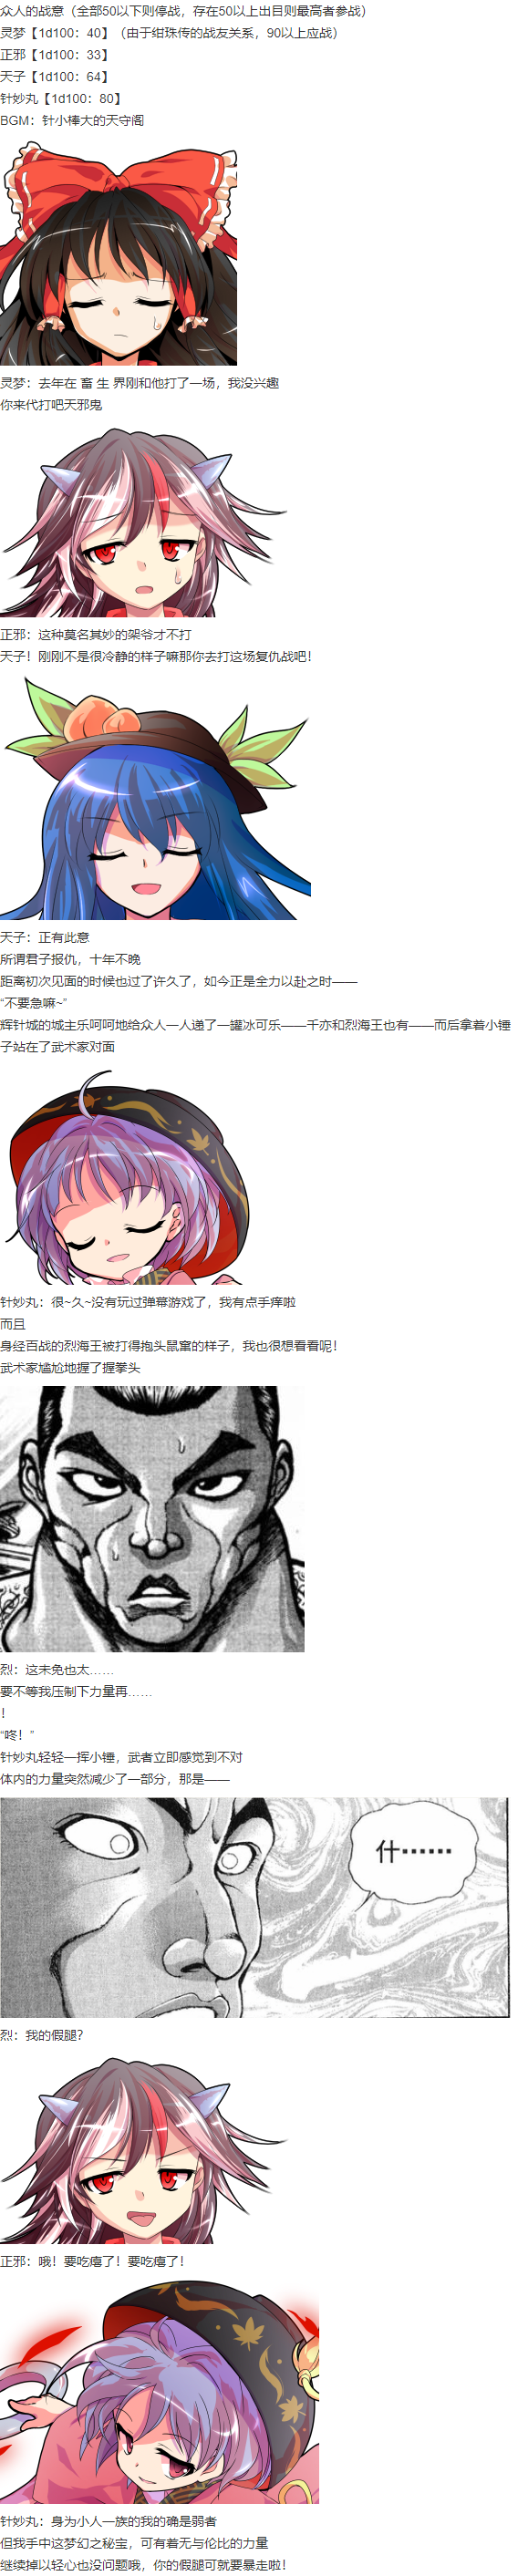 众人的战意（全部50以下则停战，存在50以上出目则最高者参战）
灵梦【1d100：40】（由于绀珠传的战友关系，90以上应战）
正邪【1d100：33】
天子【1d100：64】
针妙丸【1d100：80】
BGM：针小棒大的天守阁
灵梦：去年在 畜 生 界刚和他打了一场，我没兴趣
你来代打吧天邪鬼
正邪：这种莫名其妙的架爷才不打
天子！刚刚不是很冷静的样子嘛那你去打这场复仇战吧！
天子：正有此意
所谓君子报仇，十年不晚
距离初次见面的时候也过了许久了，如今正是全力以赴之时——
“不要急嘛~”
辉针城的城主乐呵呵地给众人一人递了一罐冰可乐——千亦和烈海王也有——而后拿着小锤
子站在了武术家对面
针妙丸：很~久~没有玩过弹幕游戏了，我有点手痒啦
而且
身经百战的烈海王被打得抱头鼠窜的样子，我也很想看看呢！
武术家尴尬地握了握拳头
烈：这未免也太……
要不等我压制下力量再……
！
“咚！”
针妙丸轻轻一挥小锤，武者立即感觉到不对
体内的力量突然减少了一部分，那是——
什……
烈：我的假腿？
正邪：哦！要吃瘪了！要吃瘪了！
针妙丸：身为小人一族的我的确是弱者
但我手中这梦幻之秘宝，可有着无与伦比的力量
继续掉以轻心也没问题哦，你的假腿可就要暴走啦！